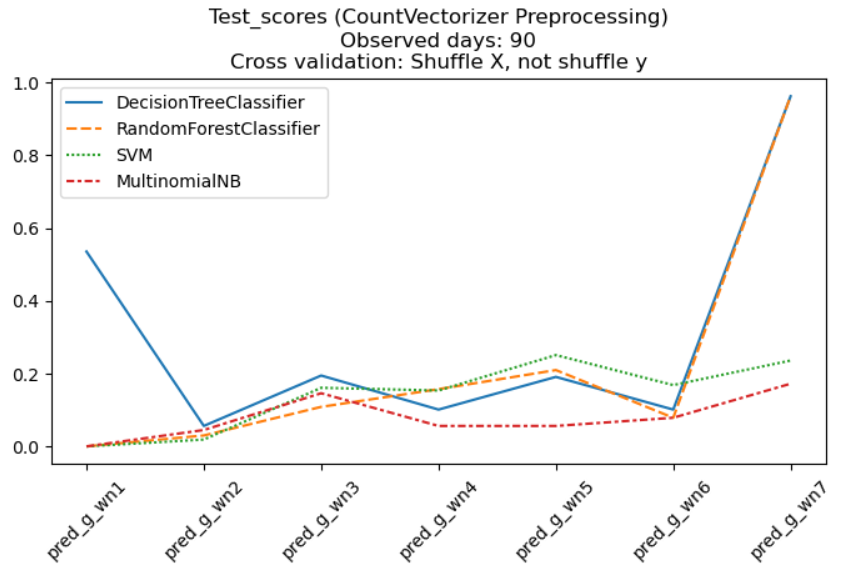 Test_scores (CountVectorizer Preprocessing)
Observed days: 90
Cross validation: Shuffle X, not shuffle y
1.0
0.8
0.6
0.4
0.2
0.0
DecisionTreeClassifier
RandomForestClassifier
SVM
MultinomialNB
pred_g_wn1
pred_g_wn2
pred_g_wn3
pred_g_wn4
pred_g_wn5
pred_g_wn6
pred_g_wn7